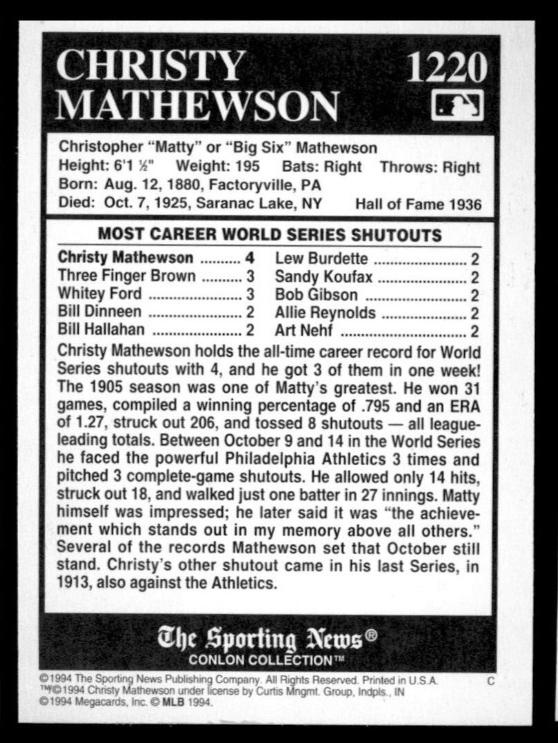 CHRISTY
MATHEWSON
1220
Christopher “Matty” or “Big Six” Mathewson
Height: 6'1 ½" Weight: 195 Bats: Right Throws: Right
Born: Aug. 12, 1880, Factoryville, PA
Died: Oct. 7, 1925, Saranac Lake, NY Hall of Fame 1936
MOST CAREER WORLD SERIES SHUTOUTS
Christy Mathewson .......... 4
Three Finger Brown .......... 3
Whitey Ford ....................... 3
Bill Dinneen ....................... 2
Bill Hallahan ...................... 2
Lew Burdette ...................... 2
Sandy Koufax ..................... 2
Bob Gibson ........................ 2
Allie Reynolds .................... 2
Art Nehf .............................. 2
Christy Mathewson holds the all-time career record for World
Series shutouts with 4, and he got 3 of them in one week!
The 1905 season was one of Matty’s greatest. He won 31
games, compiled a winning percentage of .795 and an ERA
of 1.27, struck out 206, and tossed 8 shutouts — all league-
leading totals. Between October 9 and 14 in the World Series
he faced the powerful Philadelphia Athletics 3 times and
pitched 3 complete-game shutouts. He allowed only 14 hits,
struck out 18, and walked just one batter in 27 innings. Matty
himself was impressed; he later said it was “the achieve-
ment which stands out in my memory above all others.”
Several of the records Mathewson set that October still
stand. Christy’s other shutout came in his last Series, in
1913, also against the Athletics.
The Sporting News®
CONLON COLLECTION™
©1994 The Sporting News Publishing Company. All Rights Reserved. Printed in U.S.A. C
™/©1994 Christy Mathewson under license by Curtis Mngmt. Group, Indpls., IN
©1994 Megacards, Inc. © MLB 1994.